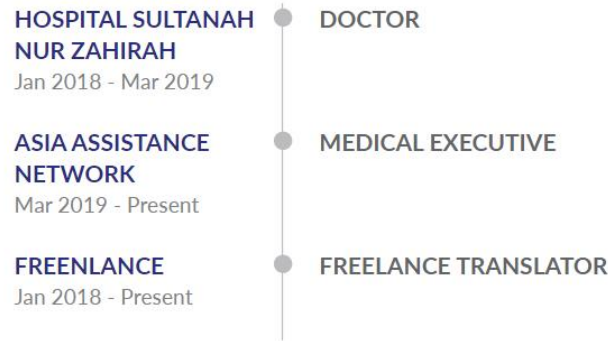 HOSPITAL SULTANAH
NUR ZAHIRAH
Jan 2018 - Mar 2019
DOCTOR
ASIA ASSISTANCE
NETWORK
Mar 2019 - Present
MEDICAL EXECUTIVE
FREENLANCE
Jan 2018 - Present
FREELANCE TRANSLATOR